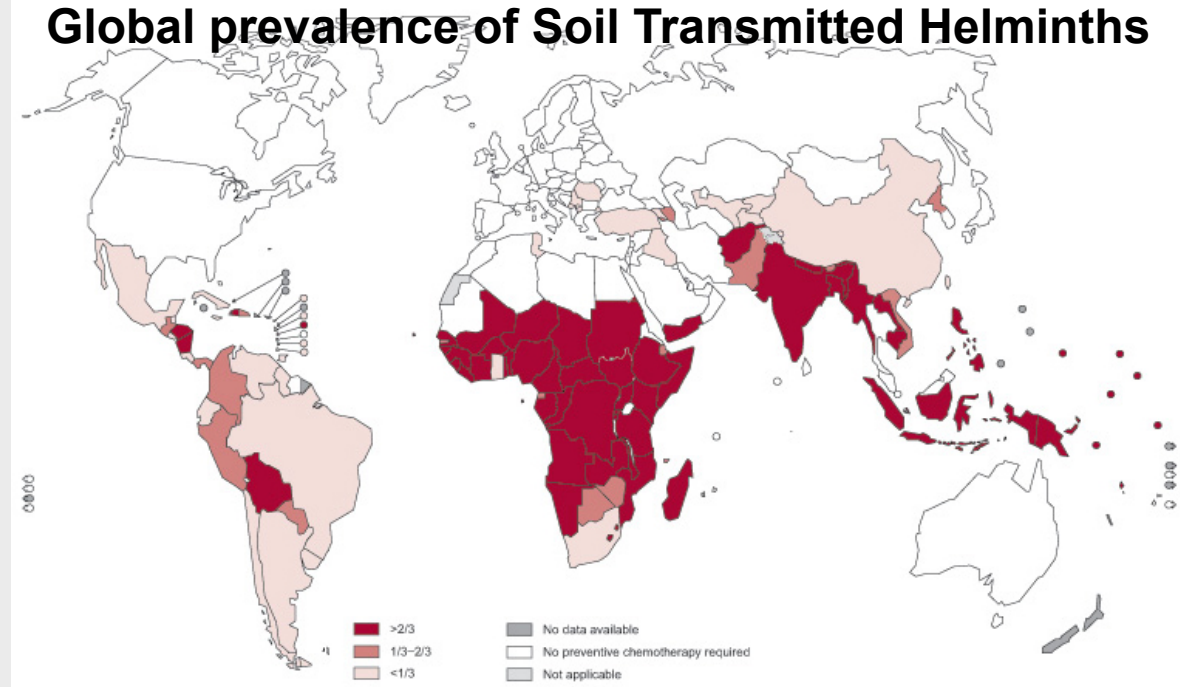 Global prevalence of Soil Transmitted Helminths
>2/3
1/3–2/3
<1/3
No data available
No preventive chemotherapy required
Not applicable